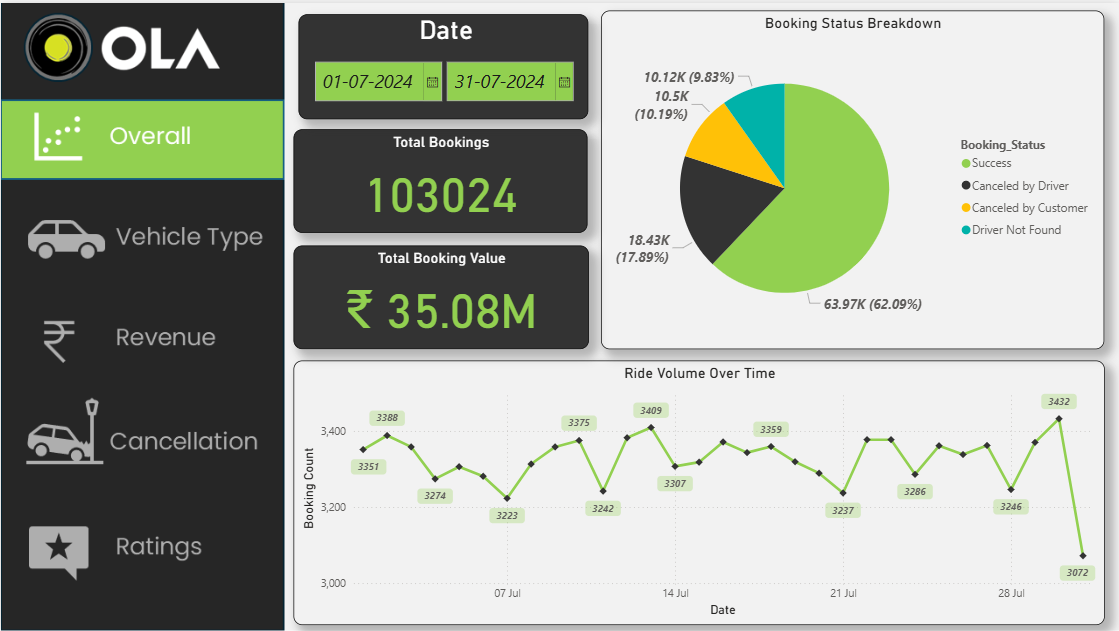 OLA
Overall
Vehicle Type
Revenue
Cancellation
Ratings
Date
01-07-2024
31-07-2024
Total Bookings
103024
Total Booking Value
₹ 35.08M
Booking Status Breakdown
10.12K (9.83%)
10.5K
(10.19%)
18.43K
(17.89%)
63.97K (62.09%)
Booking_Status
Success
Canceled by Driver
Canceled by Customer
Driver Not Found
Ride Volume Over Time
Booking Count
3,400
3,200
3,000
3351
3388
3274
3223
3375
3242
3409
3307
3359
3237
3286
3246
3432
3072
07 Jul
14 Jul
21 Jul
28 Jul
Date